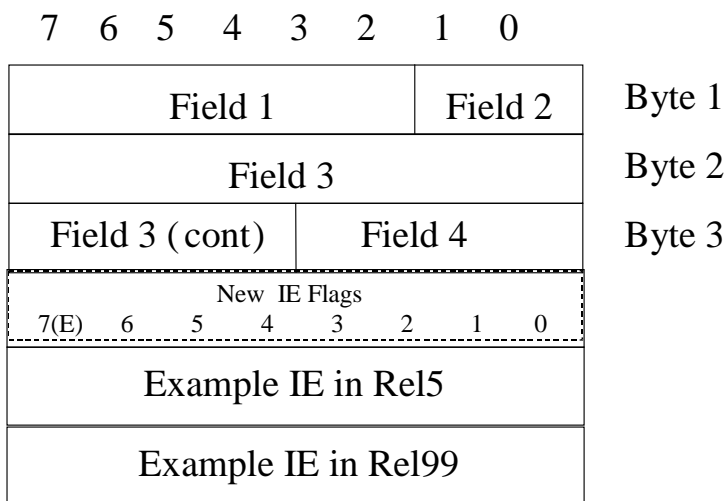 7 6 5 4 3 2 1 0
Field 1 Field 2 Byte 1
Field 3 Byte 2
Field 3 (cont) Field 4 Byte 3
New IE Flags
7(E) 6 5 4 3 2 1 0
Example IE in Rel5
Example IE in Rel99